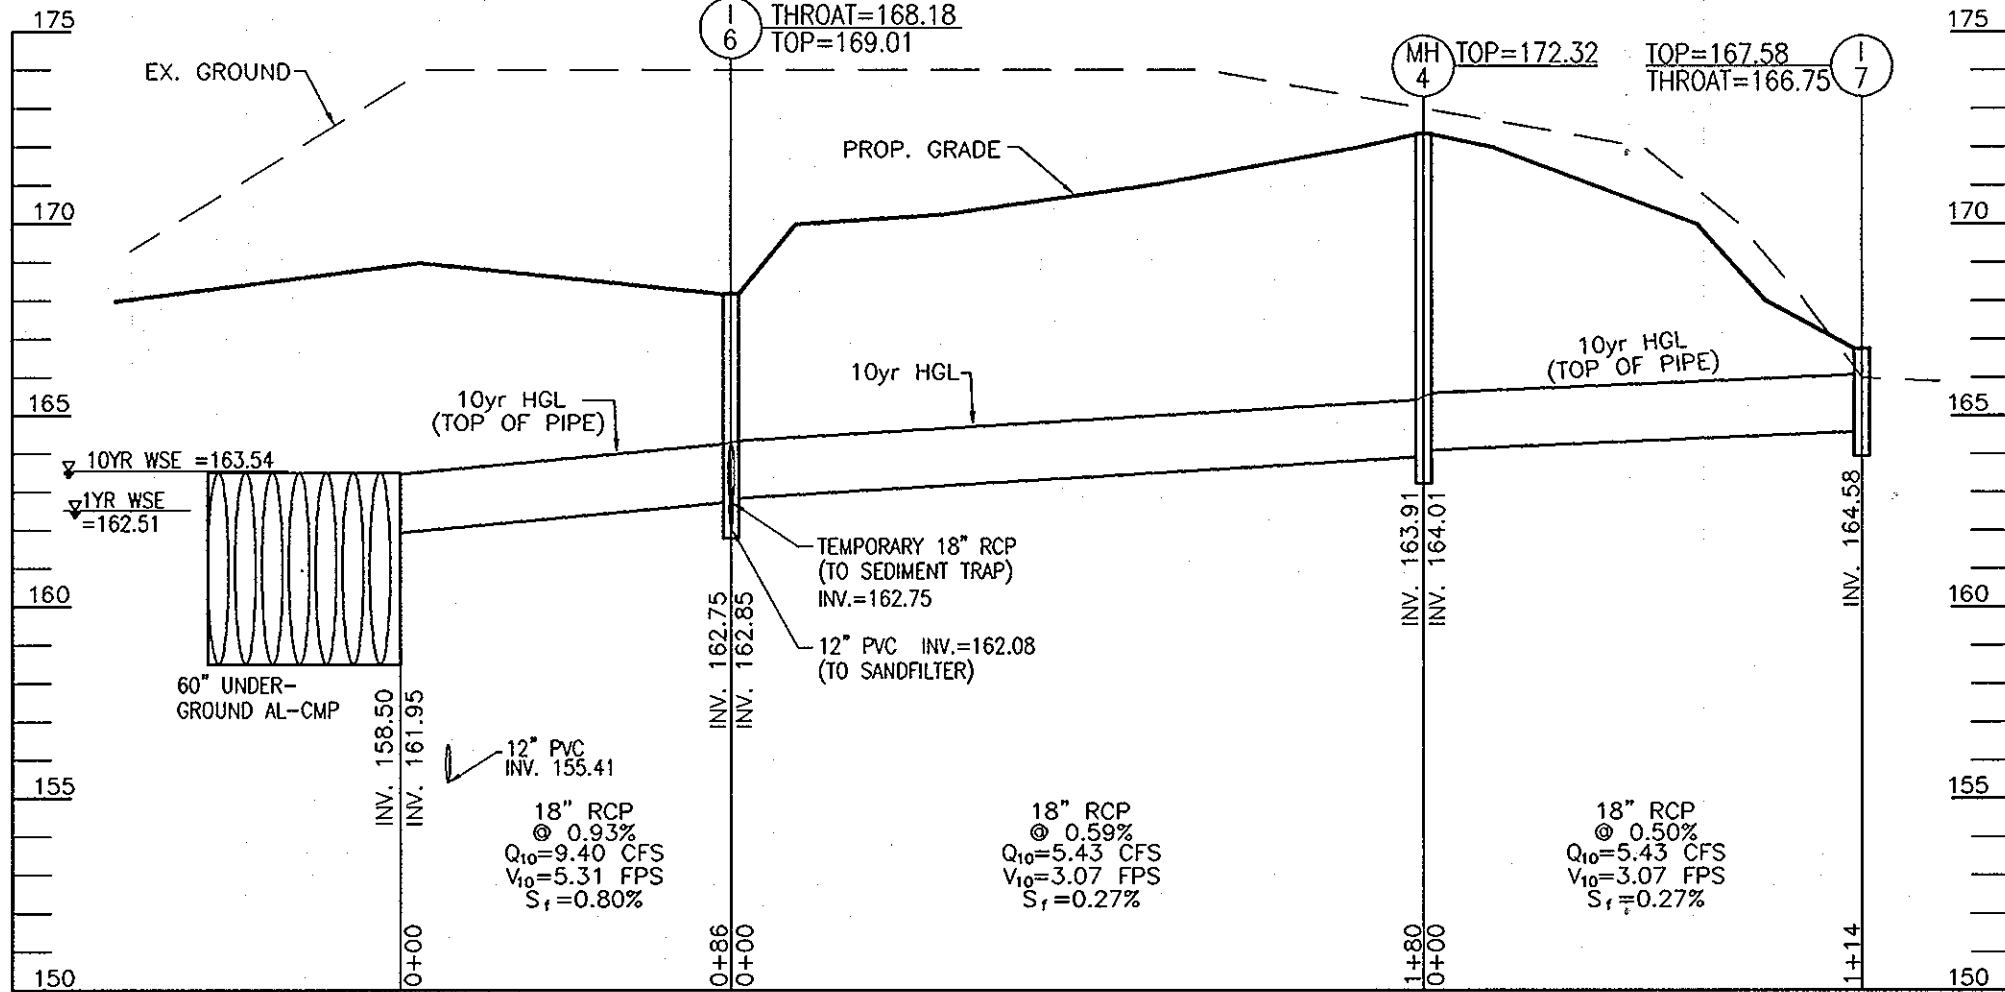 175
I
6
THROAT=168.18
TOP=169.01
MH
4
TOP=172.32
TOP=167.58
THROAT=166.75
I
7
175
EX. GROUND
PROP. GRADE
170
170
10yr HGL
(TOP OF PIPE)
10yr HGL
10yr HGL
(TOP OF PIPE)
165
165
10YR WSE =163.54
1YR WSE
=162.51
TEMPORARY 18" RCP
(TO SEDIMENT TRAP)
INV.=162.75
12" PVC INV.=162.08
(TO SANDFILTER)
160
160
60" UNDER-
GROUND AL-CMP
INV. 158.50
INV. 161.95
INV. 162.75
INV. 162.85
INV. 163.91
INV. 164.01
INV. 164.58
12" PVC
INV. 155.41
155
155
18" RCP
@ 0.93%
Q10=9.40 CFS
V10=5.31 FPS
Sf=0.80%
18" RCP
@ 0.59%
Q10=5.43 CFS
V10=3.07 FPS
Sf=0.27%
18" RCP
@ 0.50%
Q10=5.43 CFS
V10=3.07 FPS
Sf=0.27%
0+00
0+86
0+00
1+80
0+00
1+14
150
150